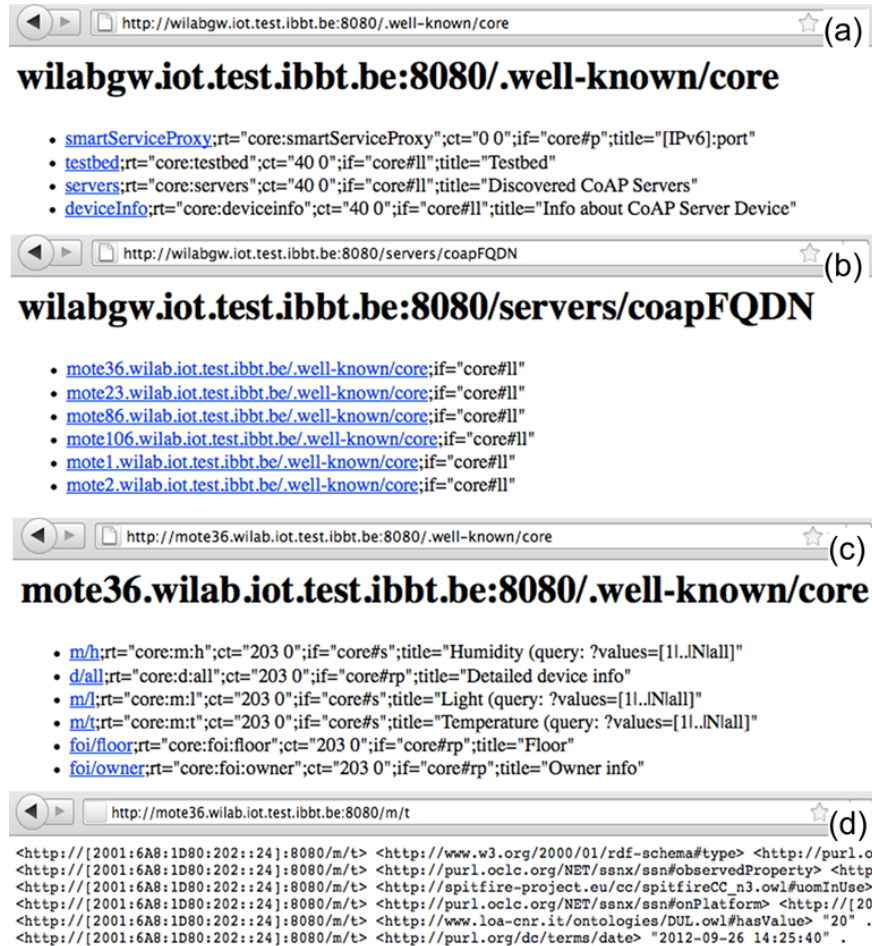 http://wilabgw.iot.test.ibbt.be:8080/.well-known/core
(a)
wilabgw.iot.test.ibbt.be:8080/.well-known/core
• smartServiceProxy;rt="core:smartServiceProxy";ct="0 0";if="core#p";title="[IPv6]:port"
• testbed;rt="core:testbed";ct="40 0";if="core#ll";title="Testbed"
• servers;rt="core:servers";ct="40 0";if="core#ll";title="Discovered CoAP Servers"
• deviceInfo;rt="core:deviceinfo";ct="40 0";if="core#ll";title="Info about CoAP Server Device"
http://wilabgw.iot.test.ibbt.be:8080/servers/coapFQDN
(b)
wilabgw.iot.test.ibbt.be:8080/servers/coapFQDN
• mote36.wilab.iot.test.ibbt.be/.well-known/core;if="core#ll"
• mote23.wilab.iot.test.ibbt.be/.well-known/core;if="core#ll"
• mote86.wilab.iot.test.ibbt.be/.well-known/core;if="core#ll"
• mote106.wilab.iot.test.ibbt.be/.well-known/core;if="core#ll"
• mote1.wilab.iot.test.ibbt.be/.well-known/core;if="core#ll"
• mote2.wilab.iot.test.ibbt.be/.well-known/core;if="core#ll"
http://mote36.wilab.iot.test.ibbt.be:8080/.well-known/core
(c)
mote36.wilab.iot.test.ibbt.be:8080/.well-known/core
• m/h;rt="core:m:h";ct="203 0";if="core#s";title="Humidity (query: ?values=[1|..|N|all]"
• d/all;rt="core:d:all";ct="203 0";if="core#rp";title="Detailed device info"
• m/l;rt="core:m:l";ct="203 0";if="core#s";title="Light (query: ?values=[1|..|N|all]"
• m/t;rt="core:m:t";ct="203 0";if="core#s";title="Temperature (query: ?values=[1|..|N|all]"
• foi/floor;rt="core:foi:floor";ct="203 0";if="core#rp";title="Floor"
• foi/owner;rt="core:foi:owner";ct="203 0";if="core#rp";title="Owner info"
http://mote36.wilab.iot.test.ibbt.be:8080/m/t
(d)
<http://[2001:6A8:1D80:202::24]:8080/m/t> <http://www.w3.org/2000/01/rdf-schema#type> <http://purl.o
<http://[2001:6A8:1D80:202::24]:8080/m/t> <http://purl.oclc.org/NET/ssnx/ssn#observedProperty> <http
<http://[2001:6A8:1D80:202::24]:8080/m/t> <http://spitfire-project.eu/cc/spitfireCC_n3.owl#uomInUse>
<http://[2001:6A8:1D80:202::24]:8080/m/t> <http://purl.oclc.org/NET/ssnx/ssn#onPlatform> <http://[20
<http://[2001:6A8:1D80:202::24]:8080/m/t> <http://www.loa-cnr.it/ontologies/DUL.owl#hasValue> "20" .
<http://[2001:6A8:1D80:202::24]:8080/m/t> <http://purl.org/dc/terms/date> "2012-09-26 14:25:40" .